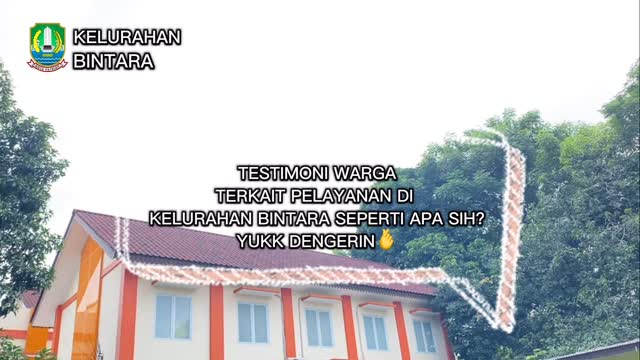 KELURAHAN
BINTARA
TESTIMONI WARGA
TERKAIT PELAYANAN DI
KELURAHAN BINTARA SEPERTI APA SIH?
YUKK DENGERIN🫰